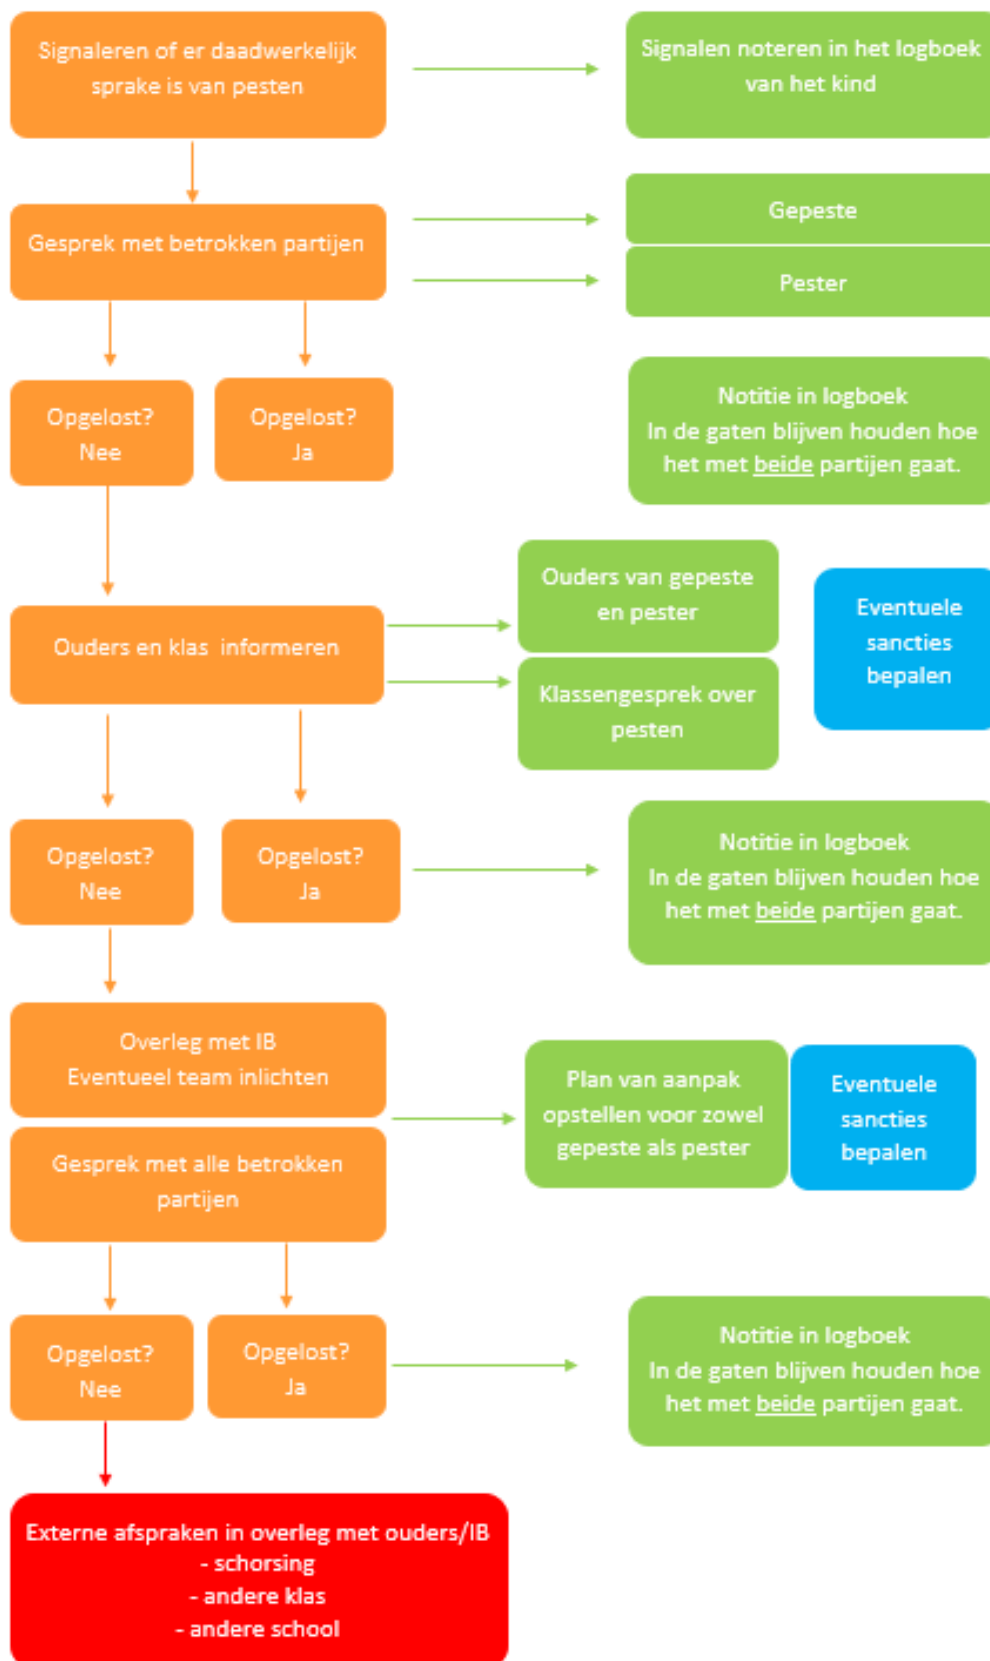 Signaleren of er daadwerkelijk
sprake is van pesten
Signalen noteren in het logboek
van het kind
Gesprek met betrokken partijen
Gepeste
Pester
Opgelost?
Nee
Opgelost?
Ja
Notitie in logboek
In de gaten blijven houden hoe
het met beide partijen gaat.
Ouders en klas informeren
Ouders van gepeste
en pester
Klassengesprek over
pesten
Eventuele
sancties
bepalen
Opgelost?
Nee
Opgelost?
Ja
Notitie in logboek
In de gaten blijven houden hoe
het met beide partijen gaat.
Overleg met IB
Eventueel team inlichten
Gesprek met alle betrokken
partijen
Plan van aanpak
opstellen voor zowel
gepeste als pester
Eventuele
sancties
bepalen
Opgelost?
Nee
Opgelost?
Ja
Notitie in logboek
In de gaten blijven houden hoe
het met beide partijen gaat.
Externe afspraken in overleg met ouders/IB
- schorsing
- andere klas
- andere school